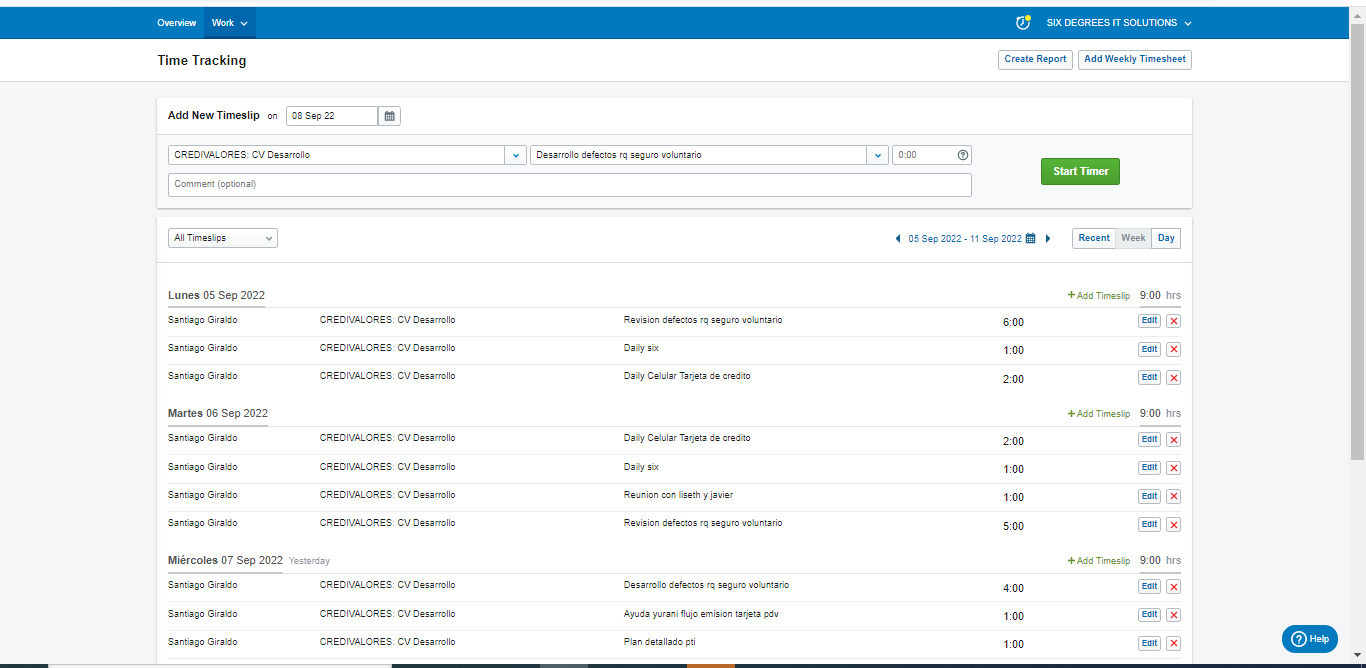 Overview Work SIX DEGREES IT SOLUTIONS
Time Tracking Create Report Add Weekly Timesheet
Add New Timeslip on 08 Sep 22
CREDIVALORES: CV Desarrollo Desarrollo defectos rq seguro voluntario 0:00
Start Timer
Comment (optional)
All Timeslips 05 Sep 2022 - 11 Sep 2022 Recent Week Day
Lunes 05 Sep 2022 + Add Timeslip 9:00 hrs
Santiago Giraldo CREDIVALORES: CV Desarrollo Revision defectos rq seguro voluntario 6:00 Edit
Santiago Giraldo CREDIVALORES: CV Desarrollo Daily six 1:00 Edit
Santiago Giraldo CREDIVALORES: CV Desarrollo Daily Celular Tarjeta de credito 2:00 Edit
Martes 06 Sep 2022 + Add Timeslip 9:00 hrs
Santiago Giraldo CREDIVALORES: CV Desarrollo Daily Celular Tarjeta de credito 2:00 Edit
Santiago Giraldo CREDIVALORES: CV Desarrollo Daily six 1:00 Edit
Santiago Giraldo CREDIVALORES: CV Desarrollo Reunion con liseth y javier 1:00 Edit
Santiago Giraldo CREDIVALORES: CV Desarrollo Revision defectos rq seguro voluntario 5:00 Edit
Miércoles 07 Sep 2022 Yesterday + Add Timeslip 9:00 hrs
Santiago Giraldo CREDIVALORES: CV Desarrollo Desarrollo defectos rq seguro voluntario 4:00 Edit
Santiago Giraldo CREDIVALORES: CV Desarrollo Ayuda yurani flujo emision tarjeta pdv 1:00 Edit
Santiago Giraldo CREDIVALORES: CV Desarrollo Plan detallado pti 1:00 Edit
? Help